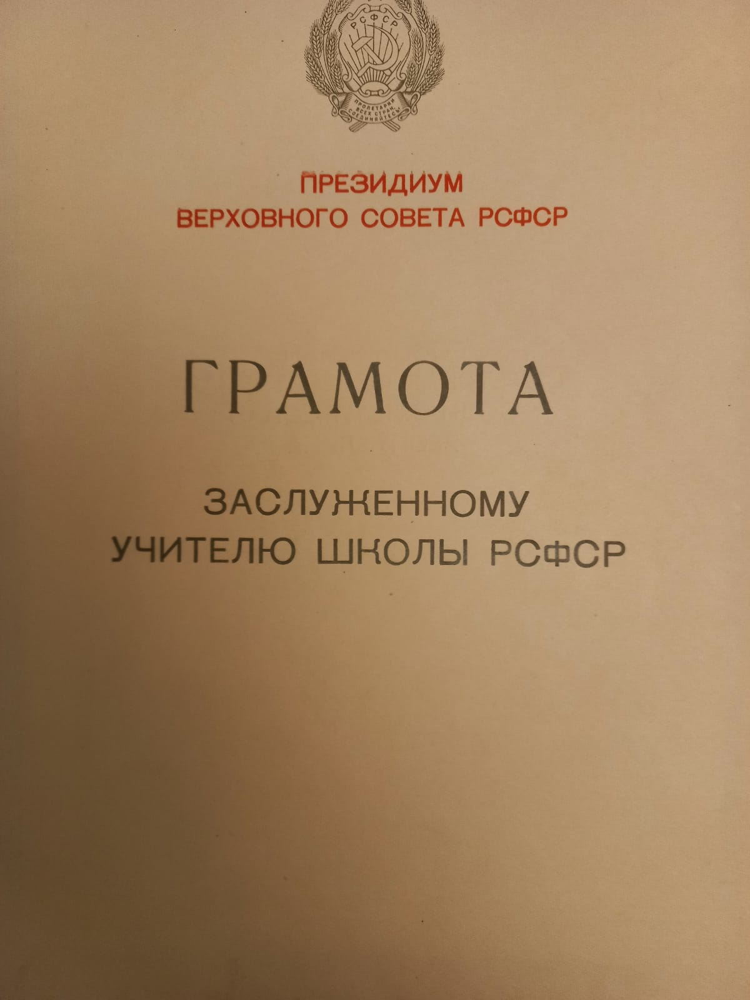 РСФСР
ПРОЛЕТАРИИ
ВСЕХ СТРАН,
СОЕДИНЯЙТЕСЬ!
ПРЕЗИДИУМ
ВЕРХОВНОГО СОВЕТА РСФСР
ГРАМОТА
ЗАСЛУЖЕННОМУ
УЧИТЕЛЮ ШКОЛЫ РСФСР